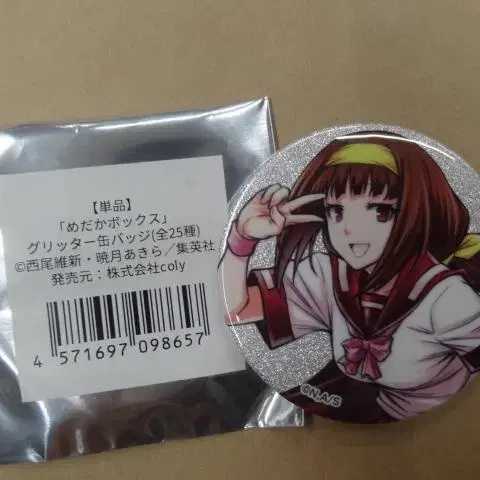 【単品】
「めだかボックス」
グリッター缶バッジ(全25種)
©西尾維新・暁月あきら／集英社
発売元：株式会社coly
4 571697 098657
©N.A/S